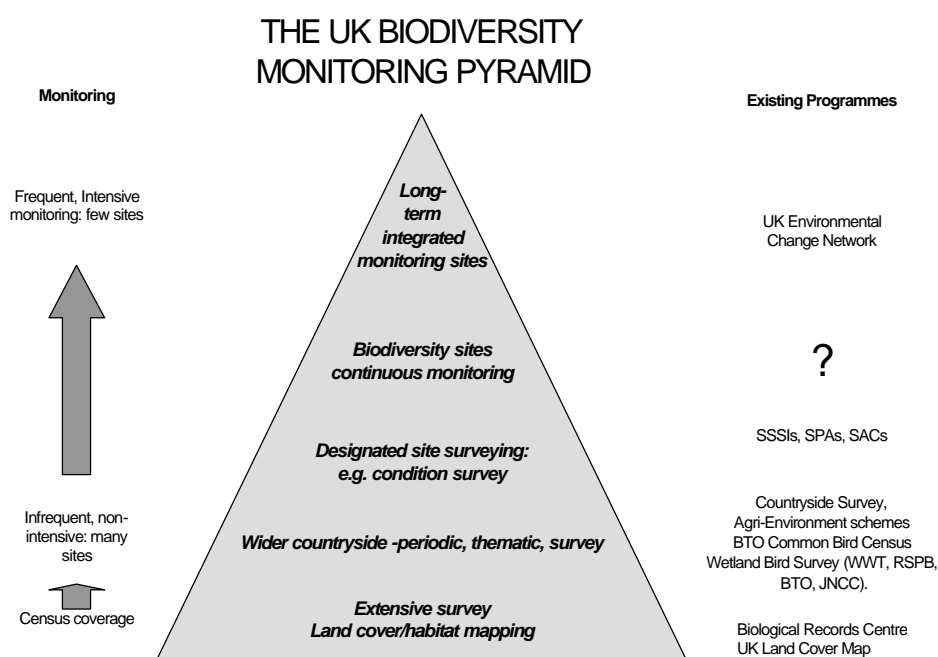 THE UK BIODIVERSITY
MONITORING PYRAMID
Monitoring
Existing Programmes
Frequent, Intensive
monitoring: few sites
Long-
term
integrated
monitoring sites
UK Environmental
Change Network
Biodiversity sites
continuous monitoring
?
Designated site surveying:
e.g. condition survey
SSSIs, SPAs, SACs
Infrequent, non-
intensive: many
sites
Wider countryside -periodic, thematic, survey
Countryside Survey,
Agri-Environment schemes
BTO Common Bird Census
Wetland Bird Survey (WWT, RSPB,
BTO, JNCC).
Census coverage
Extensive survey
Land cover/habitat mapping
Biological Records Centre
UK Land Cover Map